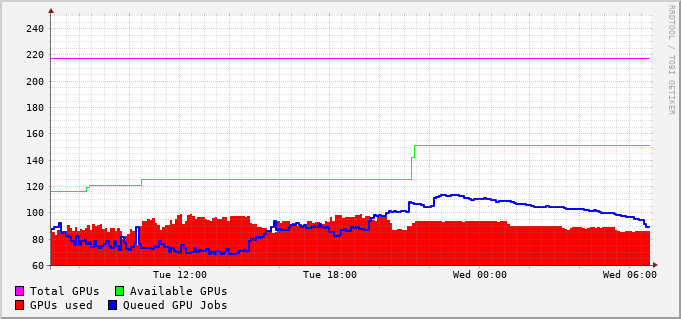 240
220
200
180
160
140
120
100
80
60
Tue 12:00 Tue 18:00 Wed 00:00 Wed 06:00
Total GPUs Available GPUs
GPUs used Queued GPU Jobs
RRDTOOL / TOBI OETIKER